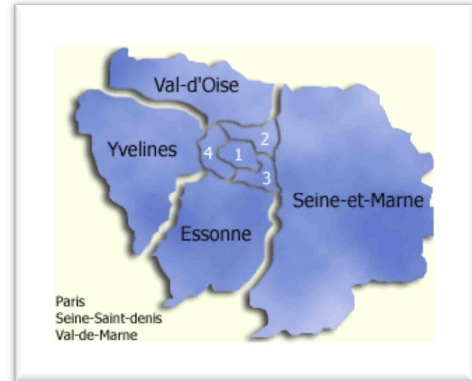 Val-d'Oise
2
Yvelines
4
1
3
Seine-et-Marne
Essonne
Paris
Seine-Saint-denis
Val-de-Marne